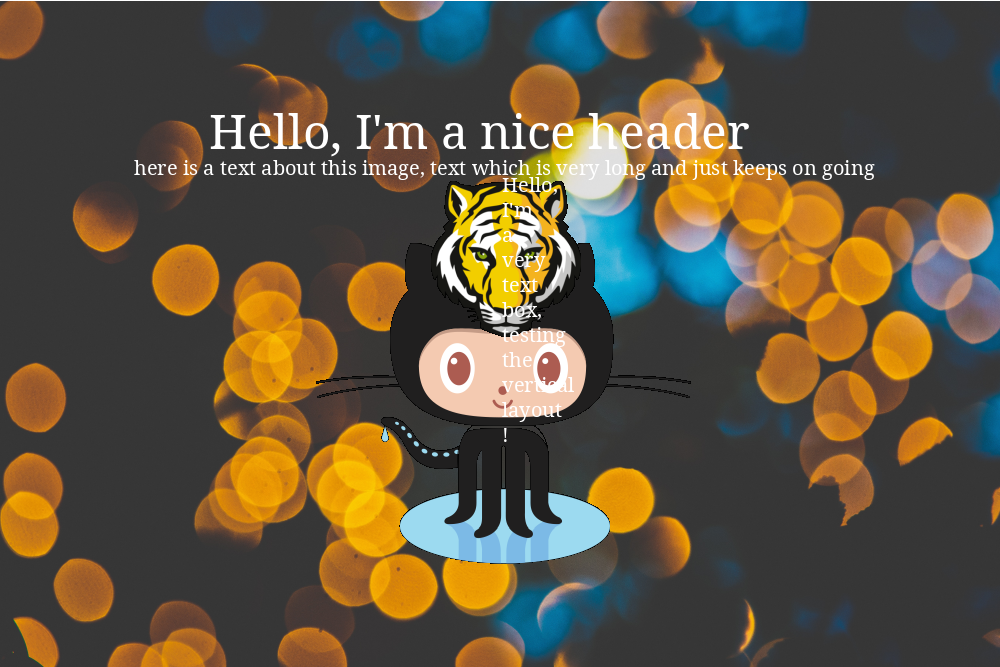 Hello, I'm a nice header
here is a text about this image, text which is very long and just keeps on going
Hello,
I'm
a
very
text
box,
testing
the
vertical
layout
!